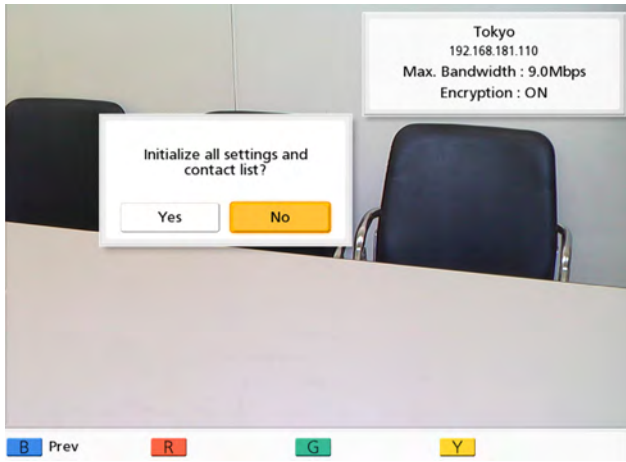 Tokyo
192.168.181.110
Max. Bandwidth : 9.0Mbps
Encryption : ON
Initialize all settings and
contact list?
Yes No
B Prev R G Y